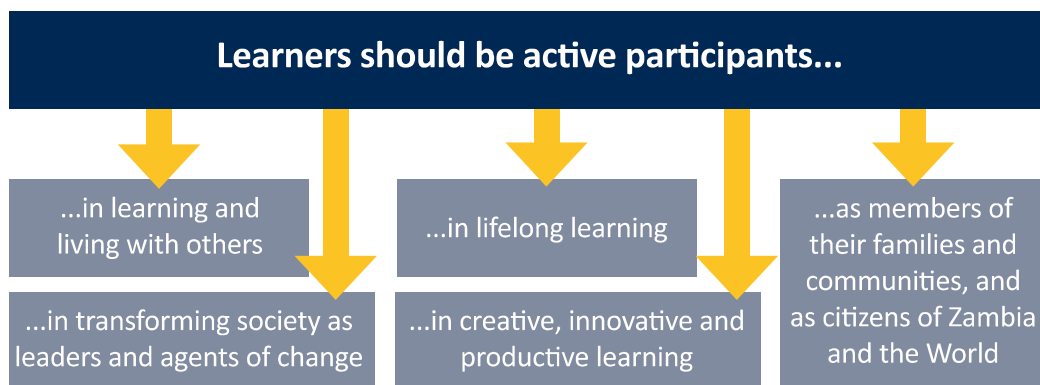 Learners should be active participants...
...in learning and
living with others
...in transforming society as
leaders and agents of change
...in lifelong learning
...in creative, innovative and
productive learning
...as members of
their families and
communities, and
as citizens of Zambia
and the World